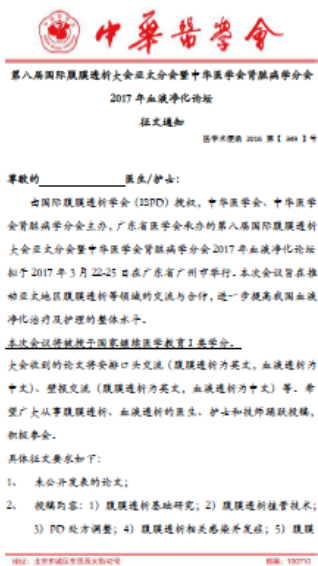 中华医学会
第八届国际腹膜透析大会亚太分会暨中华医学会肾脏病学分会
2017 年血液净化论坛
征文通知
医学术便函 2016 第【 349 】号
尊敬的 医生/护士：
由国际腹膜透析学会（ISPD）授权，中华医学会、中华医学
会肾脏病学分会主办，广东省医学会承办的第八届国际腹膜透析
大会亚太分会暨中华医学会肾脏病学分会 2017 年血液净化论坛
拟于 2017 年 3 月 22-25 日在广东省广州市举行。本次会议旨在推
动亚太地区腹膜透析等领域的交流与合作，进一步提高我国血液
净化治疗及护理的整体水平。
本次会议将被授予国家继续医学教育 I 类学分。
大会收到的论文将安排口头交流（腹膜透析为英文，血液透析为
中文）、壁报交流（腹膜透析为英文，血液透析为中文）等。希
望广大从事腹膜透析、血液透析的医生、护士和技师踊跃投稿，
积极参会。
具体征文要求如下：
1、 未公开发表的论文；
2、 投稿内容：1）腹膜透析基础研究；2）腹膜透析植管技术；
3）PD 处方调整；4）腹膜透析相关感染并发症；5）腹膜
地址：北京东城区东四西大街42号 邮编：100710